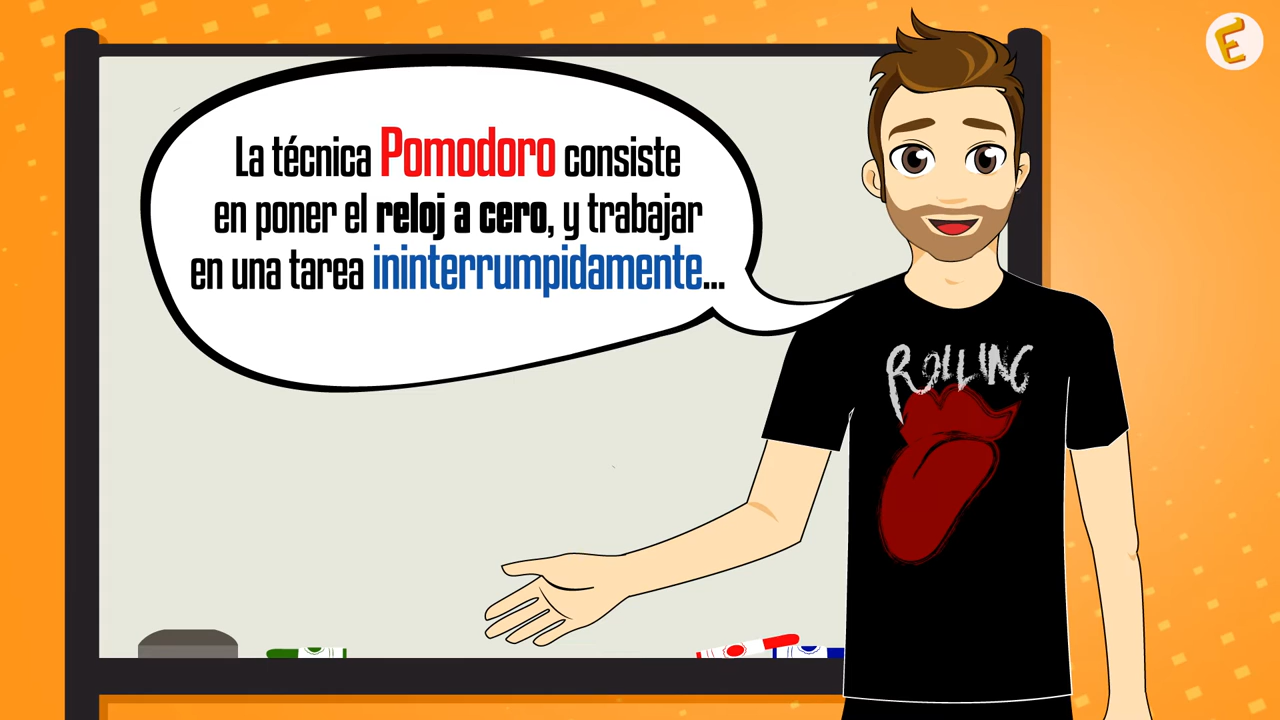 La técnica Pomodoro consiste
en poner el reloj a cero, y trabajar
en una tarea ininterrumpidamente...
ROLLING
E